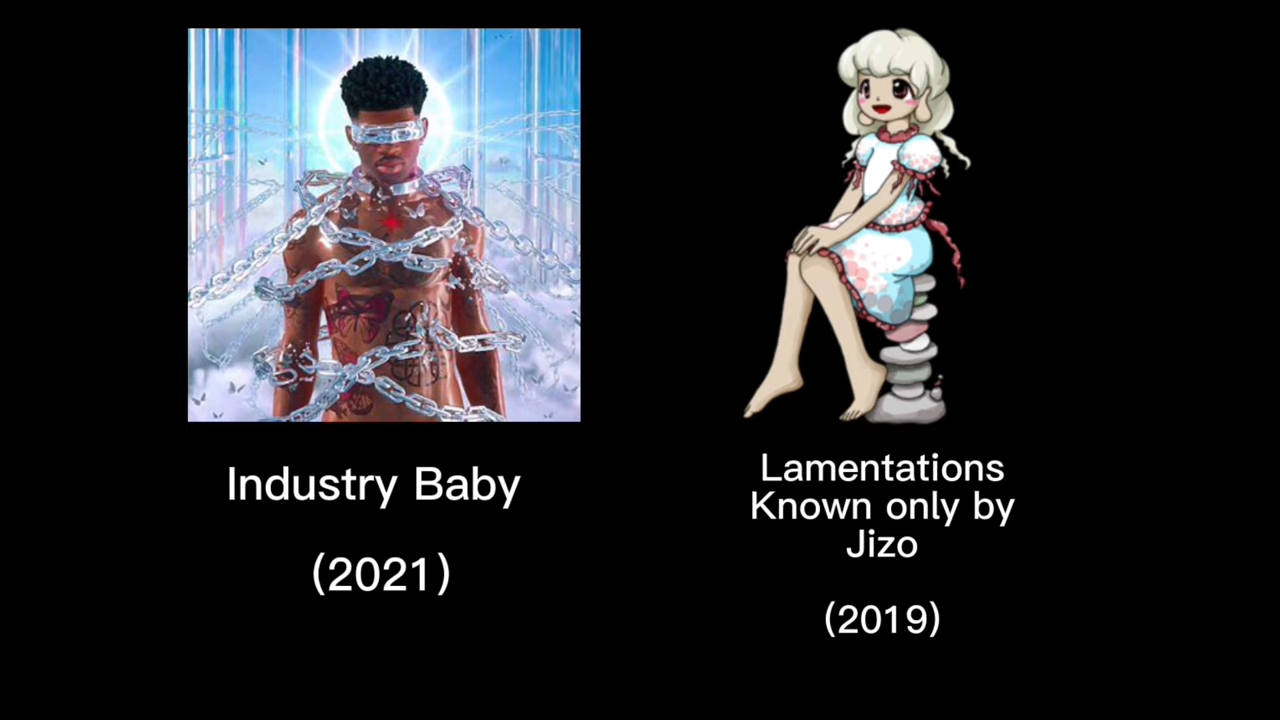 Industry Baby
(2021)
Lamentations
Known only by
Jizo
(2019)